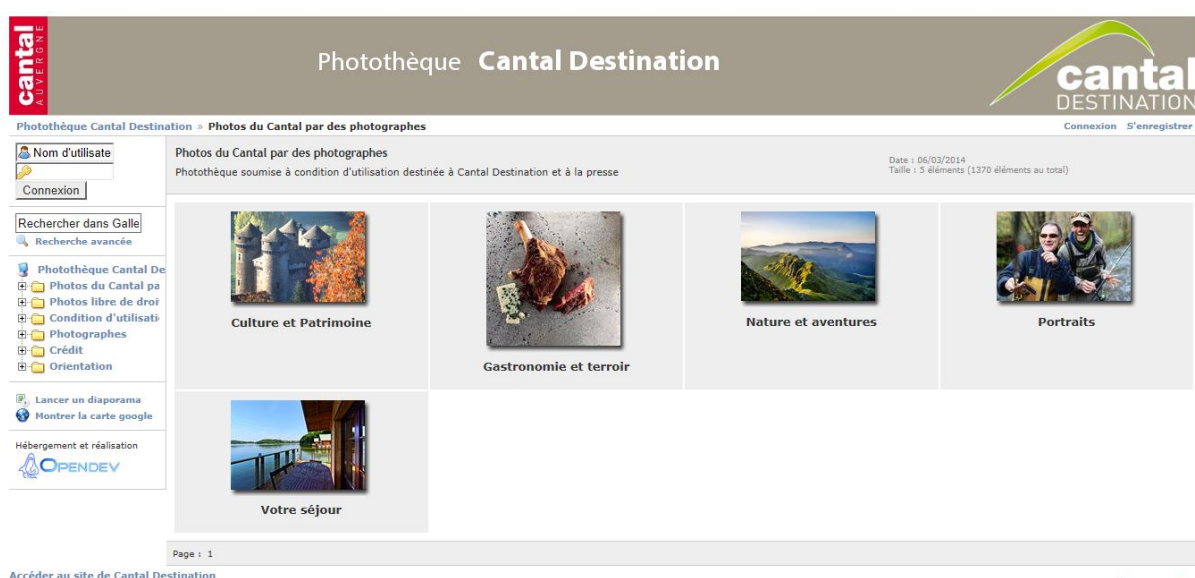 cantal
AUVERGNE
Photothèque Cantal Destination
cantal
DESTINATION
Photothèque Cantal Destination » Photos du Cantal par des photographes
Connexion S'enregistrer
Nom d'utilisate
Connexion
Rechercher dans Galle
Recherche avancée
Photothèque Cantal De
Photos du Cantal pa
Photos libre de droi
Condition d'utilisati
Photographes
Crédit
Orientation
Lancer un diaporama
Montrer la carte google
Hébergement et réalisation
OPENDEV
Photos du Cantal par des photographes
Photothèque soumise à condition d'utilisation destinée à Cantal Destination et à la presse
Date : 06/03/2014
Taille : 5 éléments (1370 éléments au total)
Culture et Patrimoine
Gastronomie et terroir
Nature et aventures
Portraits
Votre séjour
Page : 1
Accéder au site de Cantal Destination